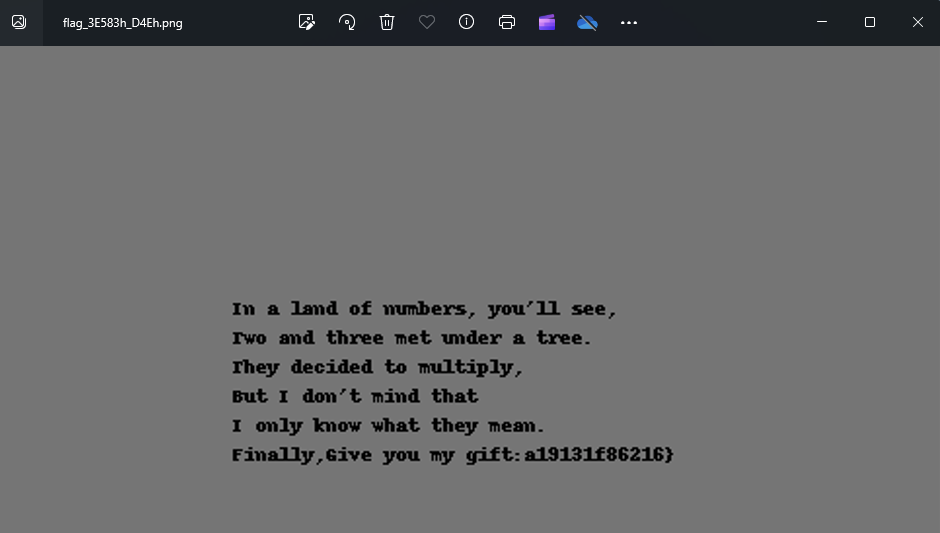 flag_3E583h_D4Eh.png
In a land of numbers, you'll see,
Two and three met under a tree.
They decided to multiply,
But I don't mind that
I only know what they mean.
Finally,Give you my gift:a19131f86216}